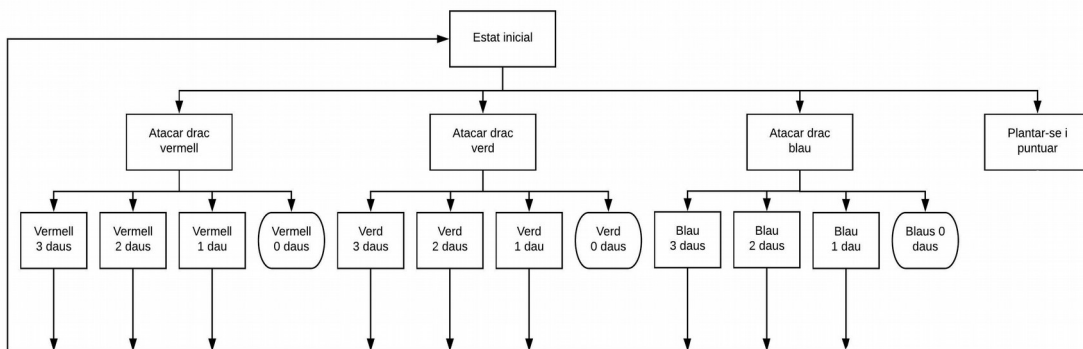 Estat inicial
Atacar drac
vermell
Atacar drac
verd
Atacar drac
blau
Plantar-se i
puntuar
Vermell
3 daus
Vermell
2 daus
Vermell
1 dau
Vermell
0 daus
Verd
3 daus
Verd
2 daus
Verd
1 dau
Verd
0 daus
Blau
3 daus
Blau
2 daus
Blau
1 dau
Blaus 0
daus